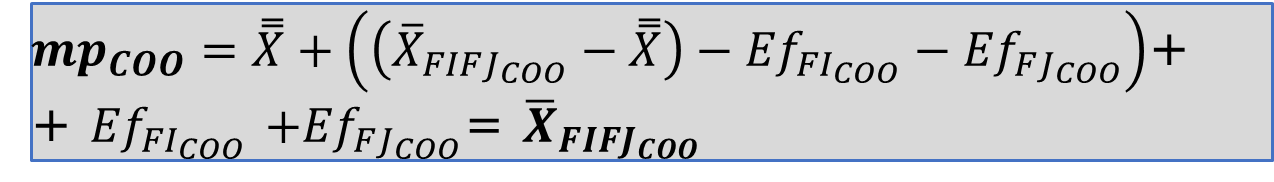 mp_COO = X̿ + ((X̅_FIFJ_COO − X̿) − Ef_FI_COO − Ef_FJ_COO)+
+ Ef_FI_COO +Ef_FJ_COO = X̅_FIFJ_COO